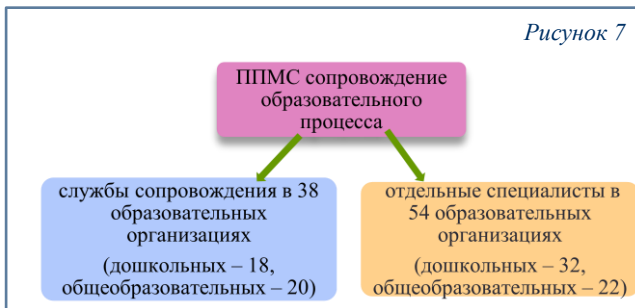 Рисунок 7
ППМС сопровождение
образовательного
процесса
службы сопровождения в 38
образовательных
организациях
(дошкольных – 18,
общеобразовательных – 20)
отдельные специалисты в
54 образовательных
организациях
(дошкольных – 32,
общеобразовательных – 22)